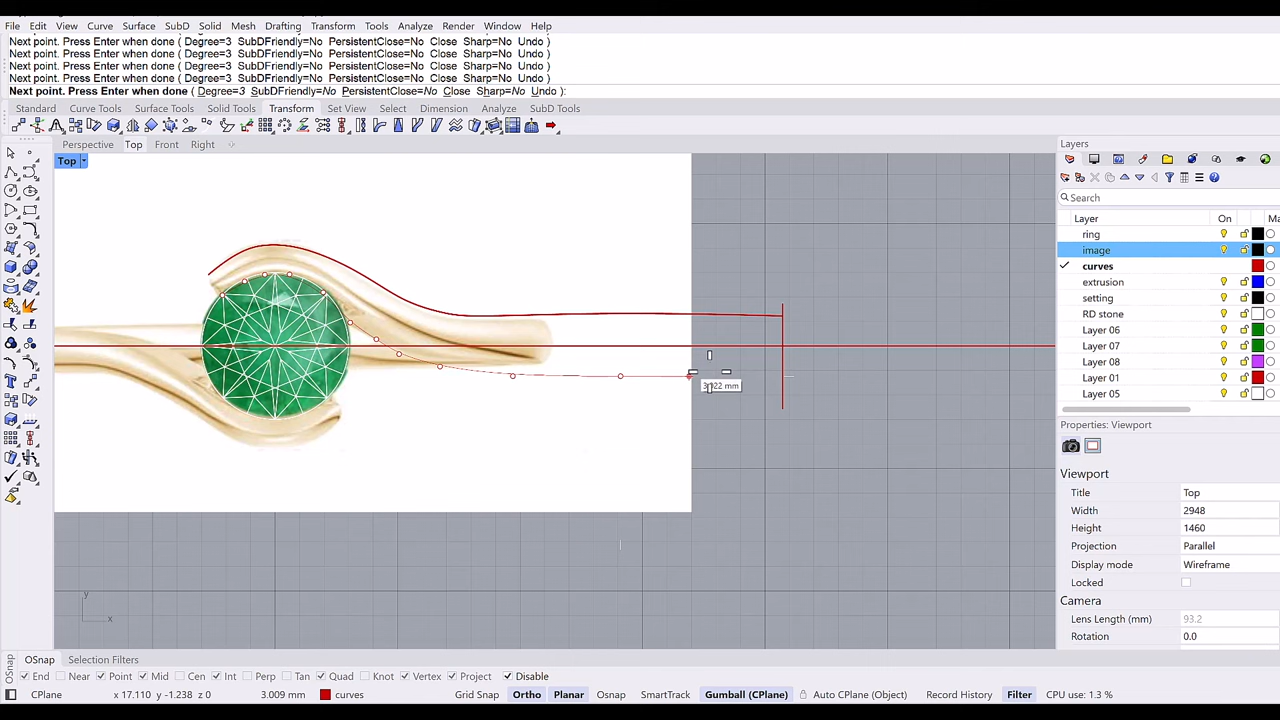 File Edit View Curve Surface SubD Solid Mesh Drafting Transform Tools Analyze Render Window Help
Next point. Press Enter when done ( Degree=3 SubDFriendly=No PersistentClose=No Close Sharp=No Undo )
Next point. Press Enter when done ( Degree=3 SubDFriendly=No PersistentClose=No Close Sharp=No Undo )
Next point. Press Enter when done ( Degree=3 SubDFriendly=No PersistentClose=No Close Sharp=No Undo )
Next point. Press Enter when done ( Degree=3 SubDFriendly=No PersistentClose=No Close Sharp=No Undo )
Next point. Press Enter when done ( Degree=3 SubDFriendly=No PersistentClose=No Close Sharp=No Undo ):
Standard Curve Tools Surface Tools Solid Tools Transform Set View Select Dimension Analyze SubD Tools
Perspective Top Front Right
Layers
Top
Search
Layer On Ma
ring
image
curves
extrusion
setting
RD stone
Layer 06
Layer 07
Layer 08
Layer 01
Layer 05
Properties: Viewport
Viewport
Title Top
Width 2948
Height 1460
Projection Parallel
Display mode Wireframe
Locked
Camera
Lens Length (mm) 93.2
Rotation 0.0
y
x
OSnap Selection Filters
OSnap
End Near Point Mid Cen Int Perp Tan Quad Knot Vertex Project Disable
CPlane x 17.110 y -1.238 z 0 3.009 mm curves Grid Snap Ortho Planar Osnap SmartTrack Gumball (CPlane) Auto CPlane (Object) Record History Filter CPU use: 1.3 %